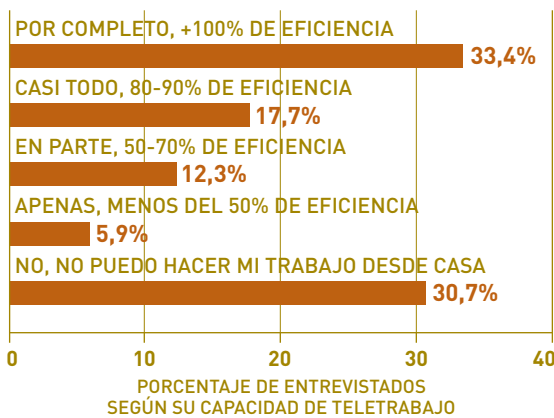 POR COMPLETO, +100% DE EFICIENCIA
33,4%
CASI TODO, 80-90% DE EFICIENCIA
17,7%
EN PARTE, 50-70% DE EFICIENCIA
12,3%
APENAS, MENOS DEL 50% DE EFICIENCIA
5,9%
NO, NO PUEDO HACER MI TRABAJO DESDE CASA
30,7%
0 10 20 30 40
PORCENTAJE DE ENTREVISTADOS
SEGÚN SU CAPACIDAD DE TELETRABAJO